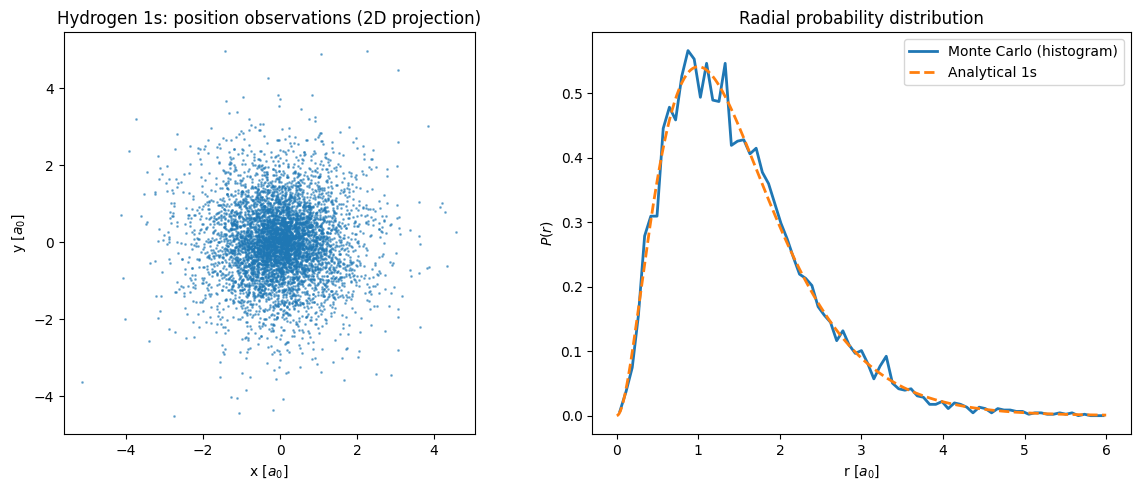 Hydrogen 1s: position observations (2D projection)
4
2
0
−2
−4
y [a₀]
−4 −2 0 2 4
x [a₀]
Radial probability distribution
Monte Carlo (histogram)
Analytical 1s
0.5
0.4
0.3
0.2
0.1
0.0
P(r)
0 1 2 3 4 5 6
r [a₀]